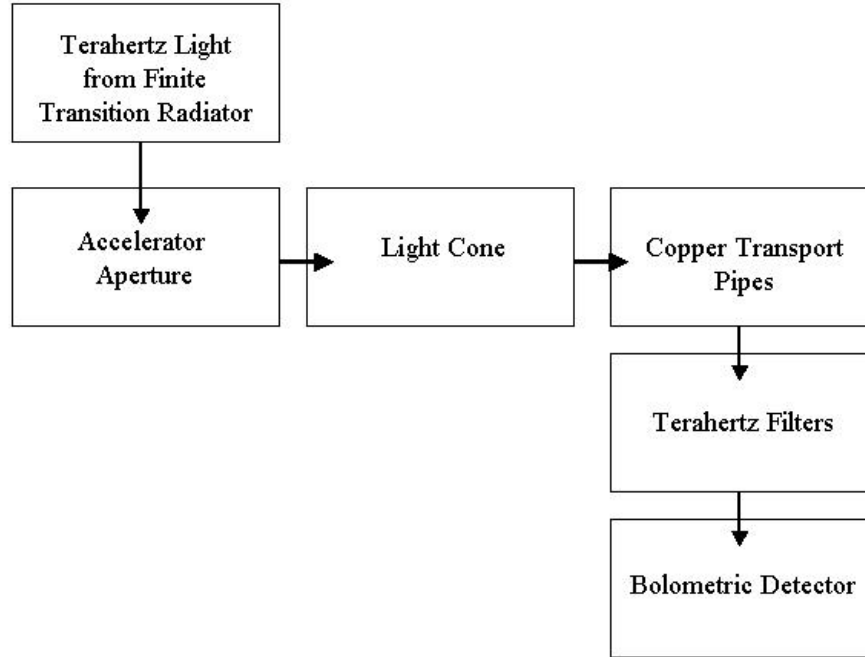 Terahertz Light
from Finite
Transition Radiator
Accelerator
Aperture
Light Cone
Copper Transport
Pipes
Terahertz Filters
Bolometric Detector